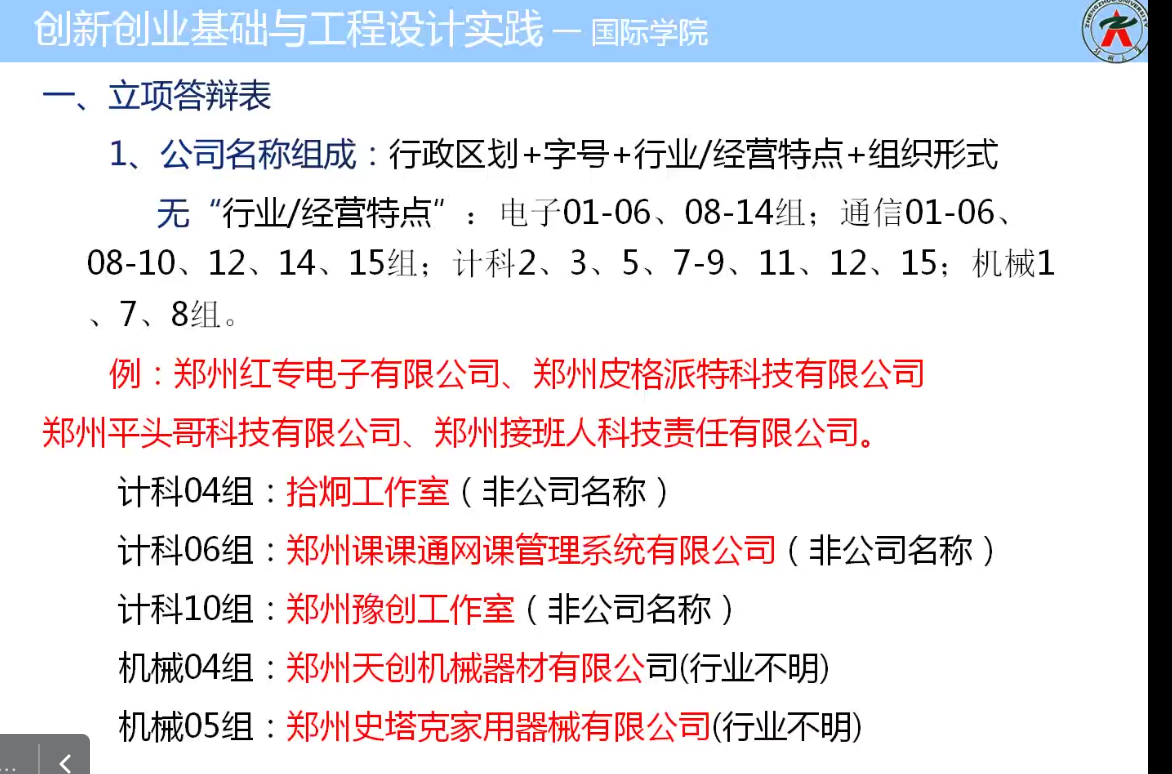 创新创业基础与工程设计实践 — 国际学院
一、立项答辩表
1、公司名称组成：行政区划+字号+行业/经营特点+组织形式
无“行业/经营特点”：电子01-06、08-14组；通信01-06、
08-10、12、14、15组；计科2、3、5、7-9、11、12、15；机械1
、7、8组。
例：郑州红专电子有限公司、郑州皮格派特科技有限公司
郑州平头哥科技有限公司、郑州接班人科技责任有限公司。
计科04组：拾炯工作室（非公司名称）
计科06组：郑州课课通网课管理系统有限公司（非公司名称）
计科10组：郑州豫创工作室（非公司名称）
机械04组：郑州天创机械器材有限公司(行业不明)
机械05组：郑州史塔克家用器械有限公司(行业不明)